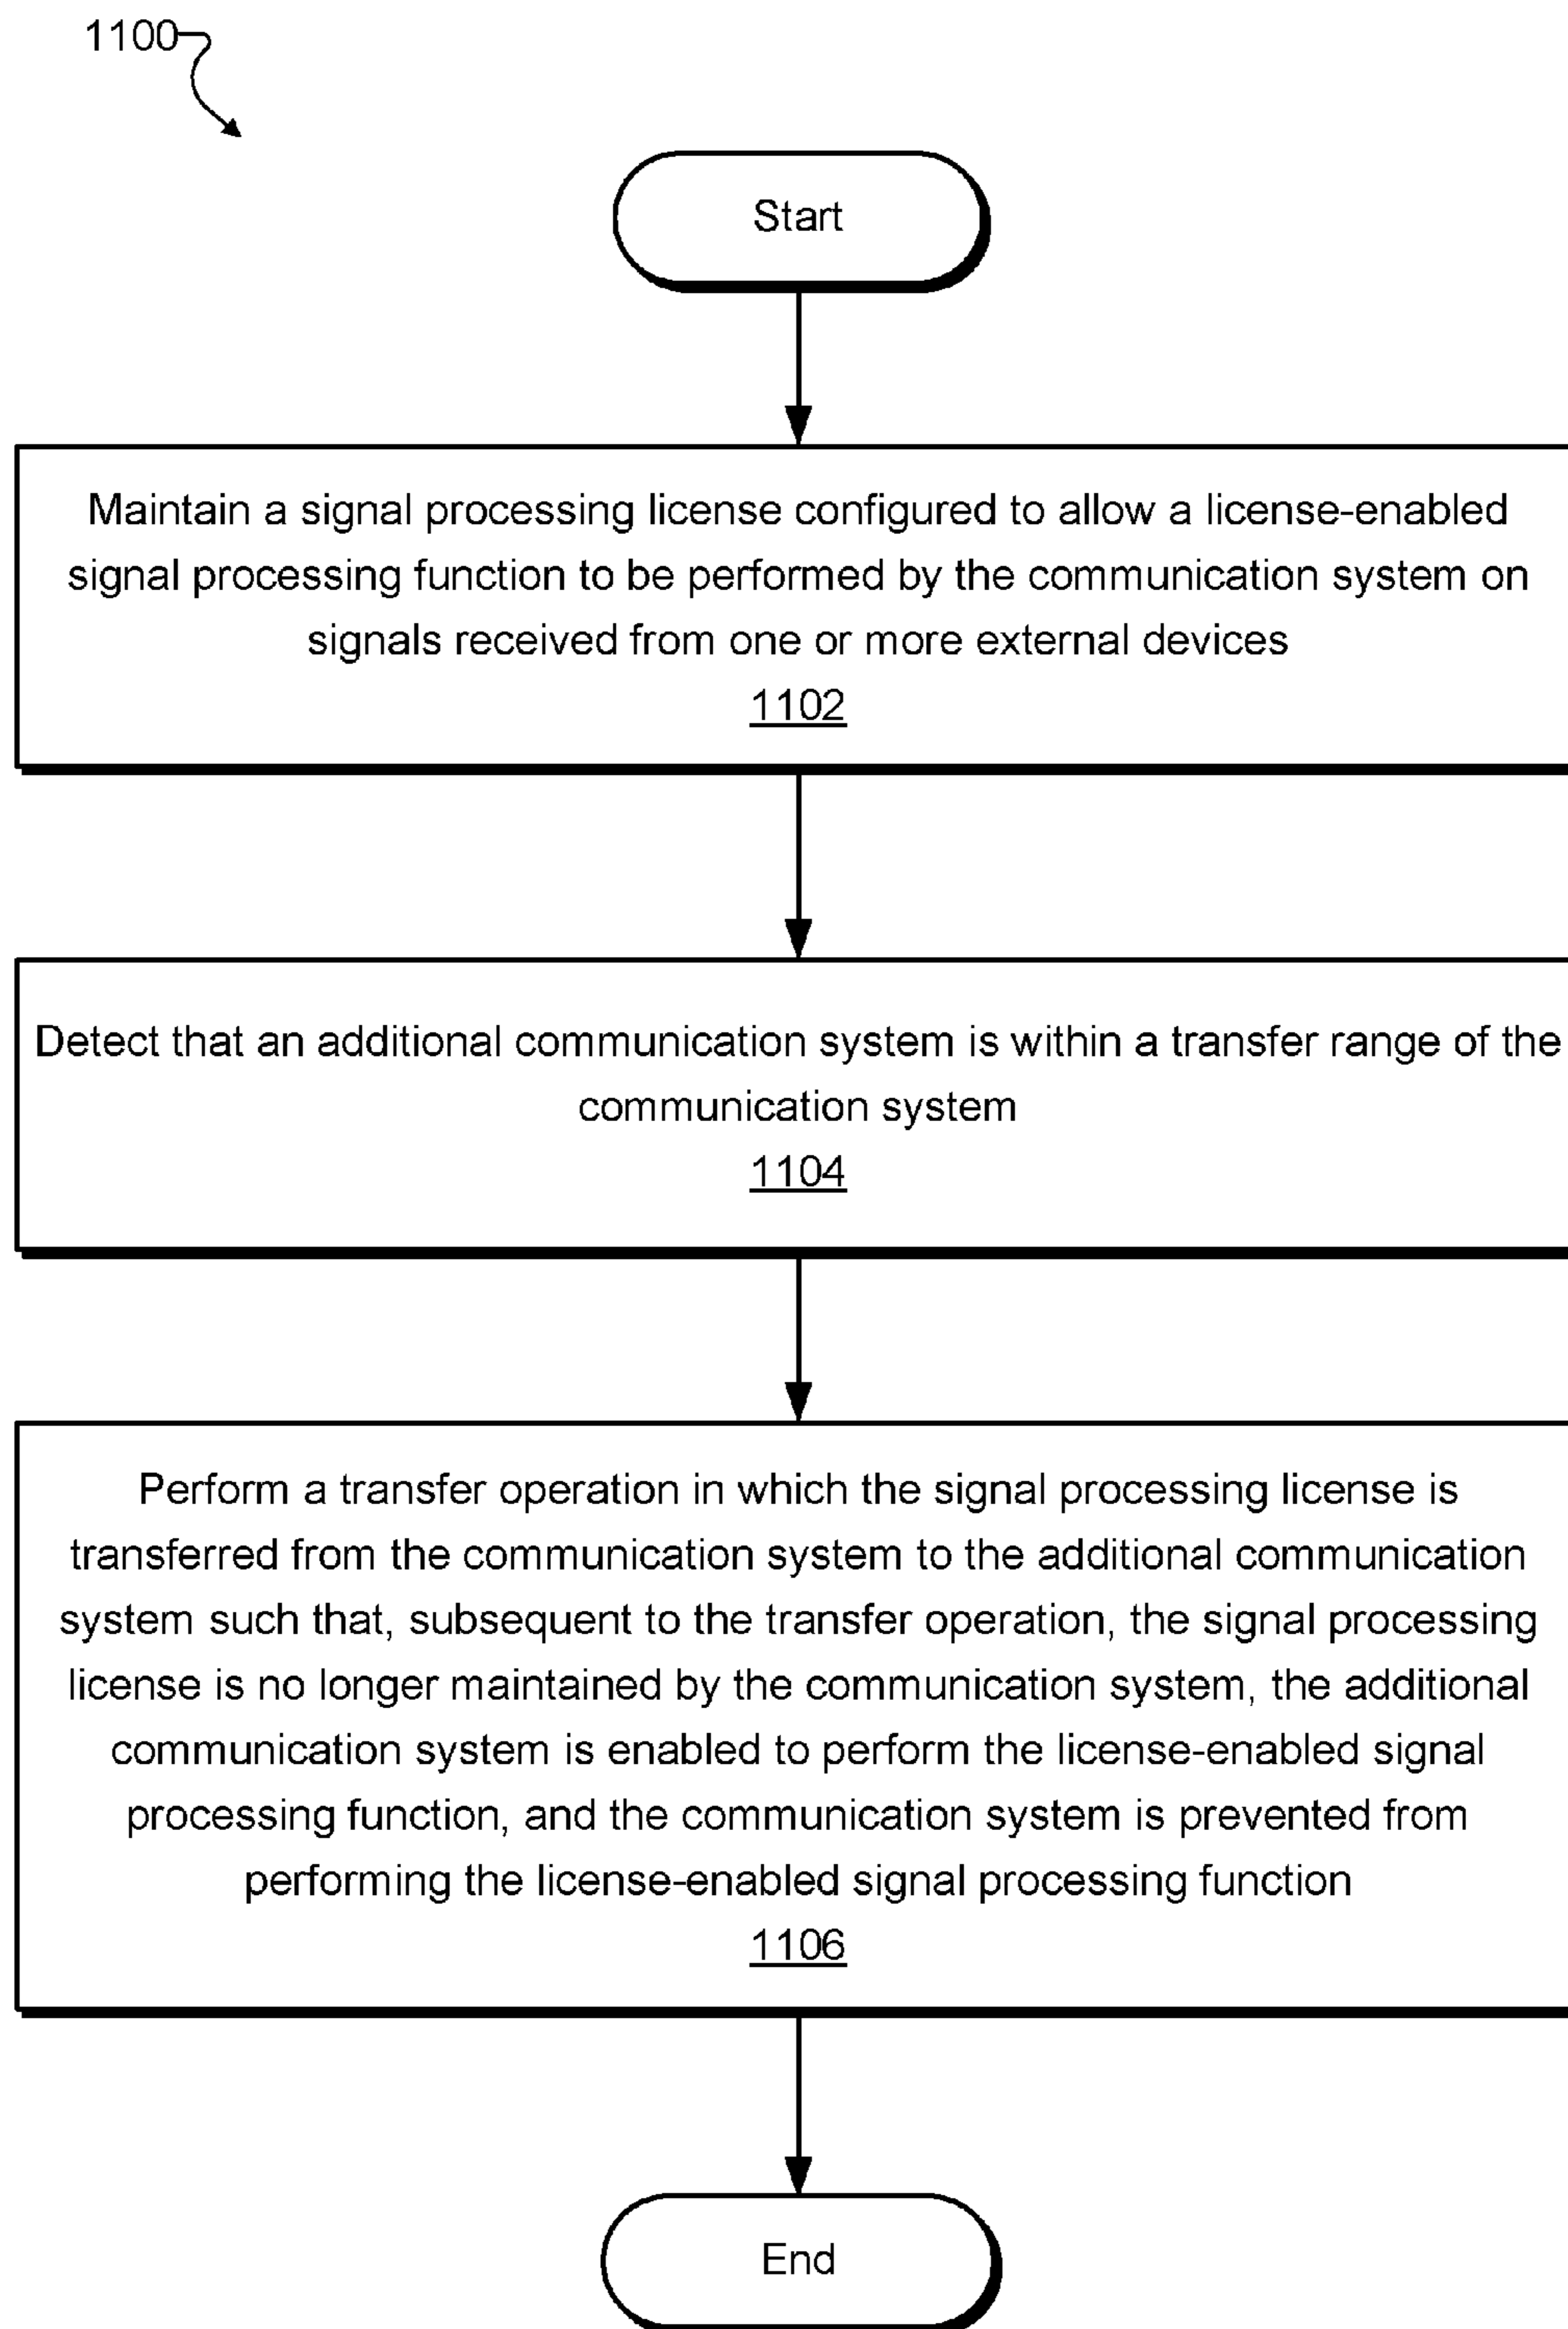 1100
Start
Maintain a signal processing license configured to allow a license-enabled
signal processing function to be performed by the communication system on
signals received from one or more external devices
1102
Detect that an additional communication system is within a transfer range of the
communication system
1104
Perform a transfer operation in which the signal processing license is
transferred from the communication system to the additional communication
system such that, subsequent to the transfer operation, the signal processing
license is no longer maintained by the communication system, the additional
communication system is enabled to perform the license-enabled signal
processing function, and the communication system is prevented from
performing the license-enabled signal processing function
1106
End